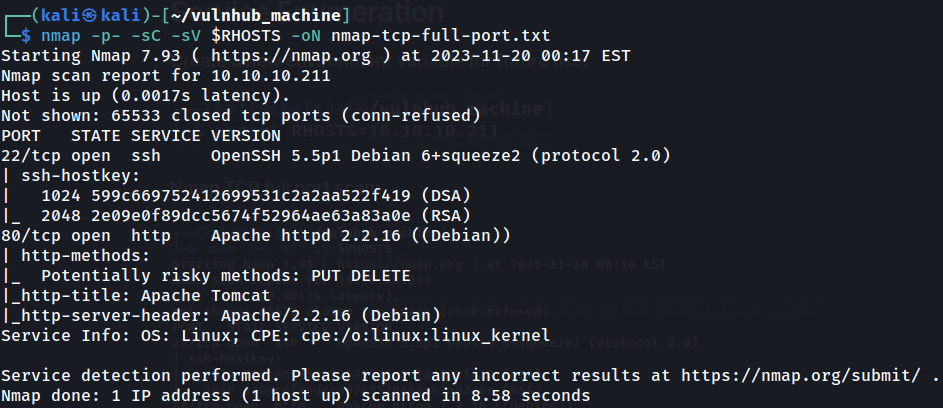 ┌──(kali㉿kali)-[~/vulnhub_machine]
└─$ nmap -p- -sC -sV $RHOSTS -oN nmap-tcp-full-port.txt
Starting Nmap 7.93 ( https://nmap.org ) at 2023-11-20 00:17 EST
Nmap scan report for 10.10.10.211
Host is up (0.0017s latency).
Not shown: 65533 closed tcp ports (conn-refused)
PORT   STATE SERVICE VERSION
22/tcp open  ssh     OpenSSH 5.5p1 Debian 6+squeeze2 (protocol 2.0)
| ssh-hostkey:
|   1024 599c669752412699531c2a2aa522f419 (DSA)
|_  2048 2e09e0f89dcc5674f52964ae63a83a0e (RSA)
80/tcp open  http    Apache httpd 2.2.16 ((Debian))
| http-methods:
|_  Potentially risky methods: PUT DELETE
|_http-title: Apache Tomcat
|_http-server-header: Apache/2.2.16 (Debian)
Service Info: OS: Linux; CPE: cpe:/o:linux:linux_kernel

Service detection performed. Please report any incorrect results at https://nmap.org/submit/ .
Nmap done: 1 IP address (1 host up) scanned in 8.58 seconds